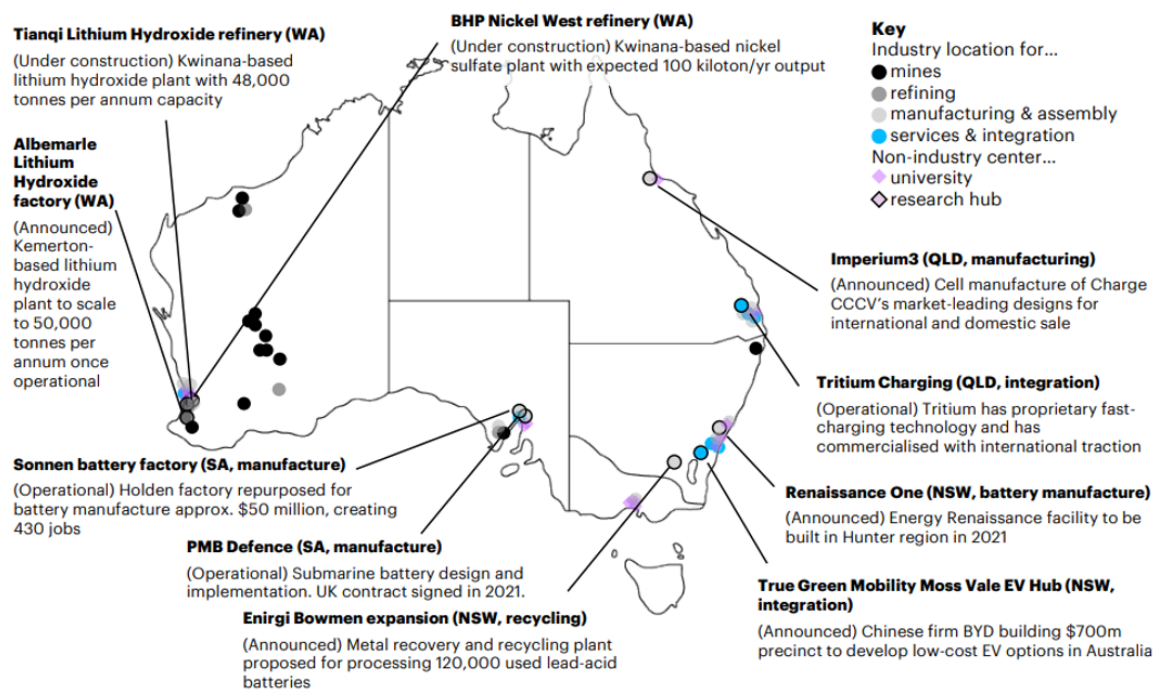 Tianqi Lithium Hydroxide refinery (WA)
(Under construction) Kwinana-based
lithium hydroxide plant with 48,000
tonnes per annum capacity
BHP Nickel West refinery (WA)
(Under construction) Kwinana-based nickel
sulfate plant with expected 100 kiloton/yr output
Key
Industry location for...
mines
refining
manufacturing & assembly
services & integration
Non-industry center...
university
research hub
Albemarle
Lithium
Hydroxide
factory (WA)
(Announced)
Kemerton-
based lithium
hydroxide
plant to scale
to 50,000
tonnes per
annum once
operational
Imperium3 (QLD, manufacturing)
(Announced) Cell manufacture of Charge
CCCV's market-leading designs for
international and domestic sale
Tritium Charging (QLD, integration)
(Operational) Tritium has proprietary fast-
charging technology and has
commercialised with international traction
Sonnen battery factory (SA, manufacture)
(Operational) Holden factory repurposed for
battery manufacture approx. $50 million, creating
430 jobs
Renaissance One (NSW, battery manufacture)
(Announced) Energy Renaissance facility to be
built in Hunter region in 2021
PMB Defence (SA, manufacture)
(Operational) Submarine battery design and
implementation. UK contract signed in 2021.
True Green Mobility Moss Vale EV Hub (NSW,
integration)
(Announced) Chinese firm BYD building $700m
precinct to develop low-cost EV options in Australia
Enirgi Bowmen expansion (NSW, recycling)
(Announced) Metal recovery and recycling plant
proposed for processing 120,000 used lead-acid
batteries